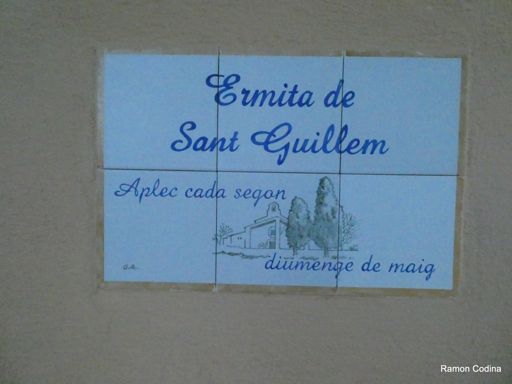 Ermita de
Sant Guillem
Aplec cada segon
diumenge de maig
Ramon Codina